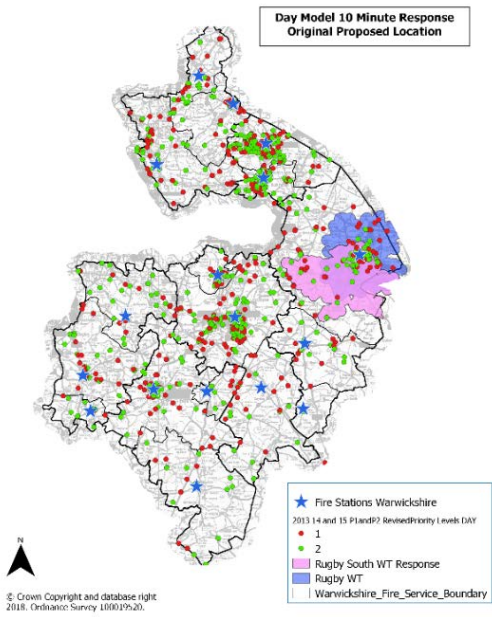 Day Model 10 Minute Response
Original Proposed Location
Fire Stations Warwickshire
2013 14 and 15 P1andP2 RevisedPriority Levels DAY
1
2
Rugby South WT Response
Rugby WT
Warwickshire_Fire_Service_Boundary
N
© Crown Copyright and database right
2018. Ordnance Survey 100019520.